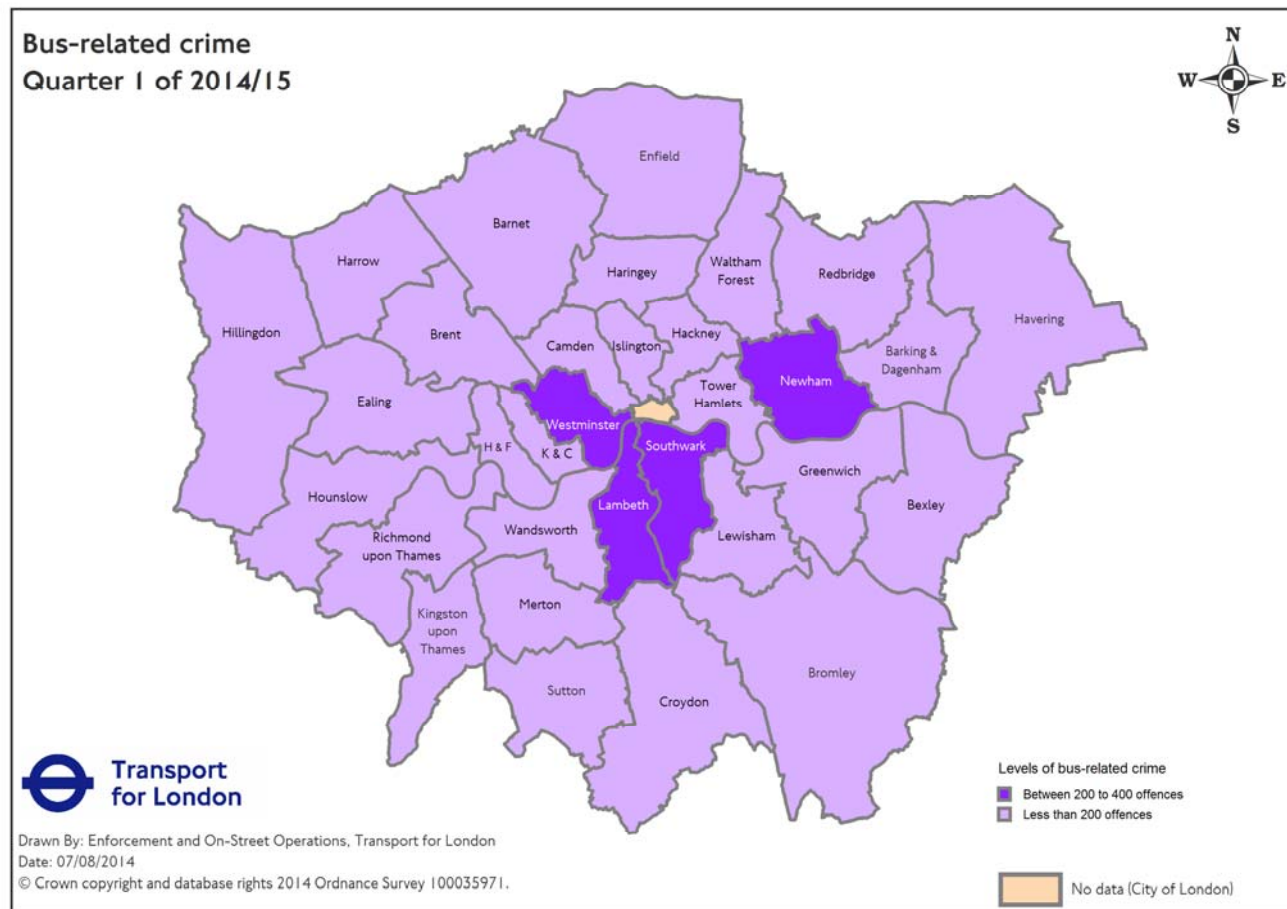 Bus-related crime
Quarter 1 of 2014/15
N
W E
S
Enfield
Barnet
Harrow
Haringey
Waltham
Forest
Redbridge
Hillingdon
Brent
Camden
Islington
Hackney
Havering
Barking &
Dagenham
Newham
Tower
Hamlets
Ealing
Westminster
H & F
K & C
Southwark
Greenwich
Hounslow
Lambeth
Bexley
Richmond
upon Thames
Wandsworth
Lewisham
Merton
Kingston
upon
Thames
Sutton
Croydon
Bromley
Transport
for London
Levels of bus-related crime
Between 200 to 400 offences
Less than 200 offences
Drawn By: Enforcement and On-Street Operations, Transport for London
Date: 07/08/2014
© Crown copyright and database rights 2014 Ordnance Survey 100035971.
No data (City of London)